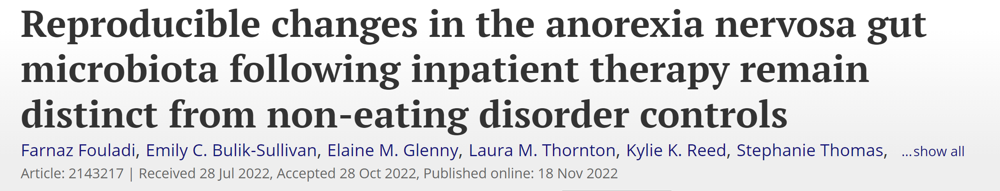 Reproducible changes in the anorexia nervosa gut
microbiota following inpatient therapy remain
distinct from non-eating disorder controls
Farnaz Fouladi, Emily C. Bulik-Sullivan, Elaine M. Glenny, Laura M. Thornton, Kylie K. Reed, Stephanie Thomas, ...show all
Article: 2143217 | Received 28 Jul 2022, Accepted 28 Oct 2022, Published online: 18 Nov 2022